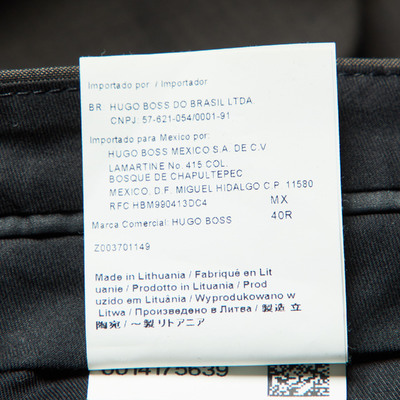 Importado por / Importador
BR HUGO BOSS DO BRASIL LTDA
CNPJ: 57-621-054/0001-91
Importado para Mexico por:
HUGO BOSS MEXICO S.A. DE C.V
LAMARTINE No. 415 COL.
BOSQUE DE CHAPULTEPEC
MEXICO, D.F. MIGUEL HIDALGO C.P. 11580
RFC HBM990413DC4 MX
Marca Comercial: HUGO BOSS 40R
Z003701149
Made in Lithuania / Fabriqué en Lit
uanie / Prodotto in Lituania / Prod
uzido em Lituânia / Wyprodukowano w
Litwa / Произведено в Литва / 製造 立
陶宛 / ～製 リトアニア